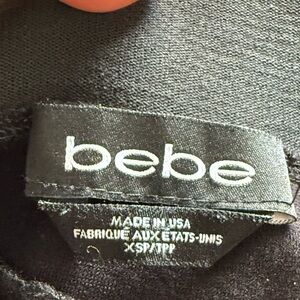 bebe
MADE IN USA
FABRIQUE AUX ETATS-UNIS
XSP/TPP